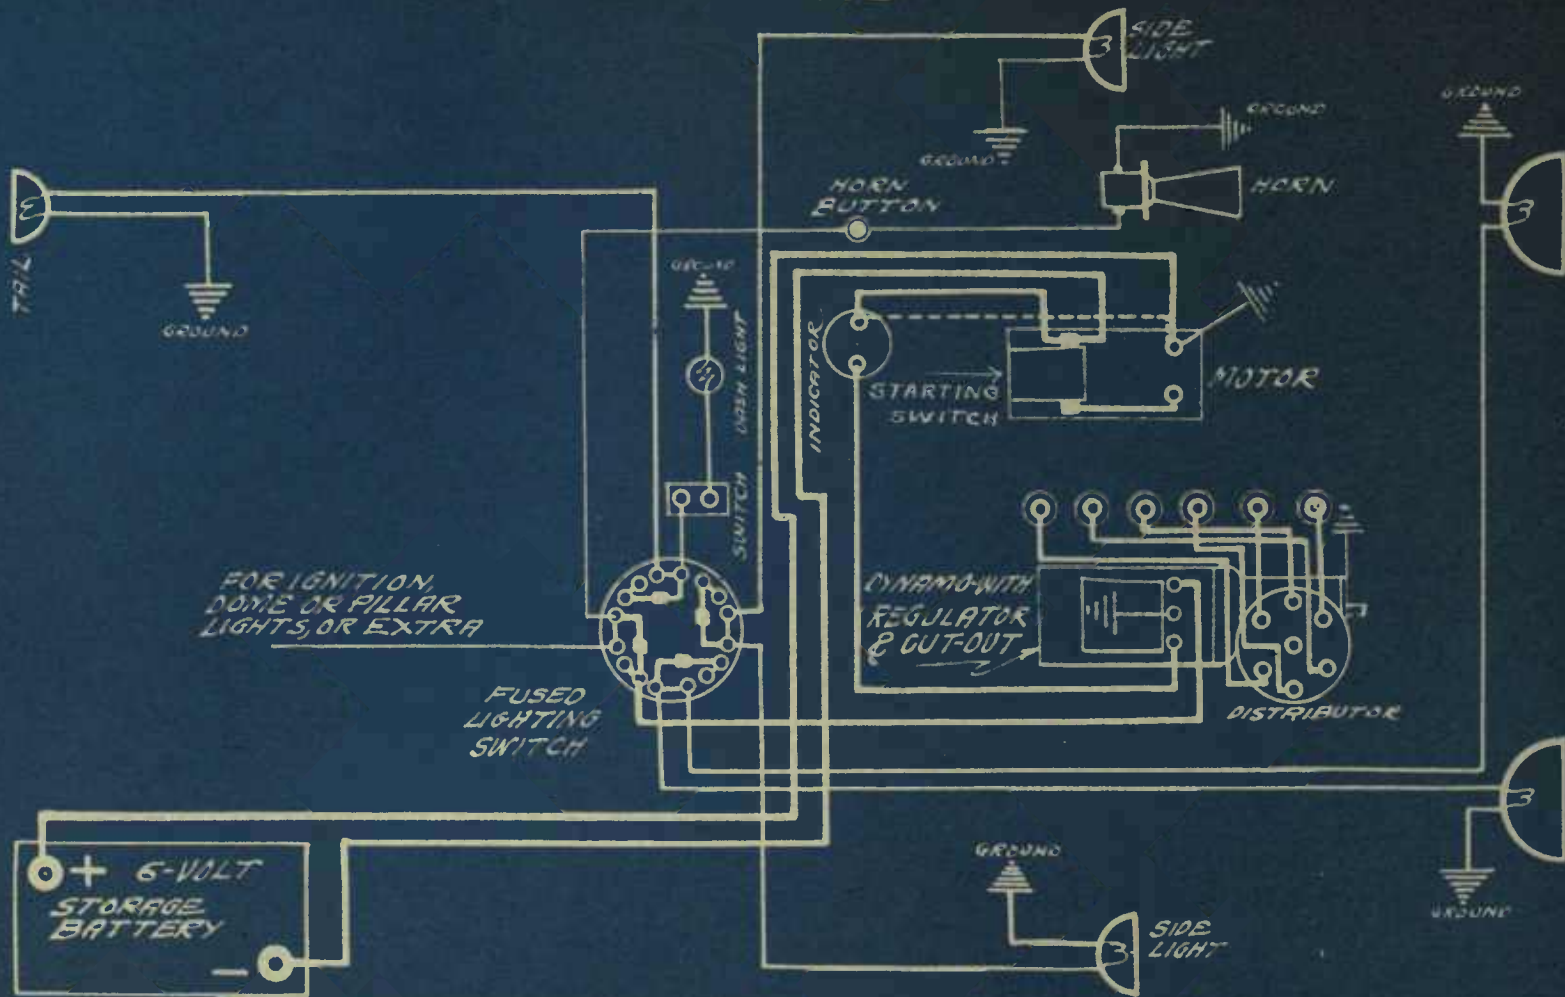 SIDE
LIGHT
GROUND
GROUND
GROUND
HORN
BUTTON
HORN
TAIL
GROUND
GROUND
DASH LIGHT
SWITCH
INDICATOR
STARTING
SWITCH
MOTOR
FOR IGNITION,
DOME OR PILLAR
LIGHTS, OR EXTRA
DYNAMO-WITH
REGULATOR
& CUT-OUT
FUSED
LIGHTING
SWITCH
DISTRIBUTOR
+ 6-VOLT
STORAGE
BATTERY
-
GROUND
SIDE
LIGHT
GROUND